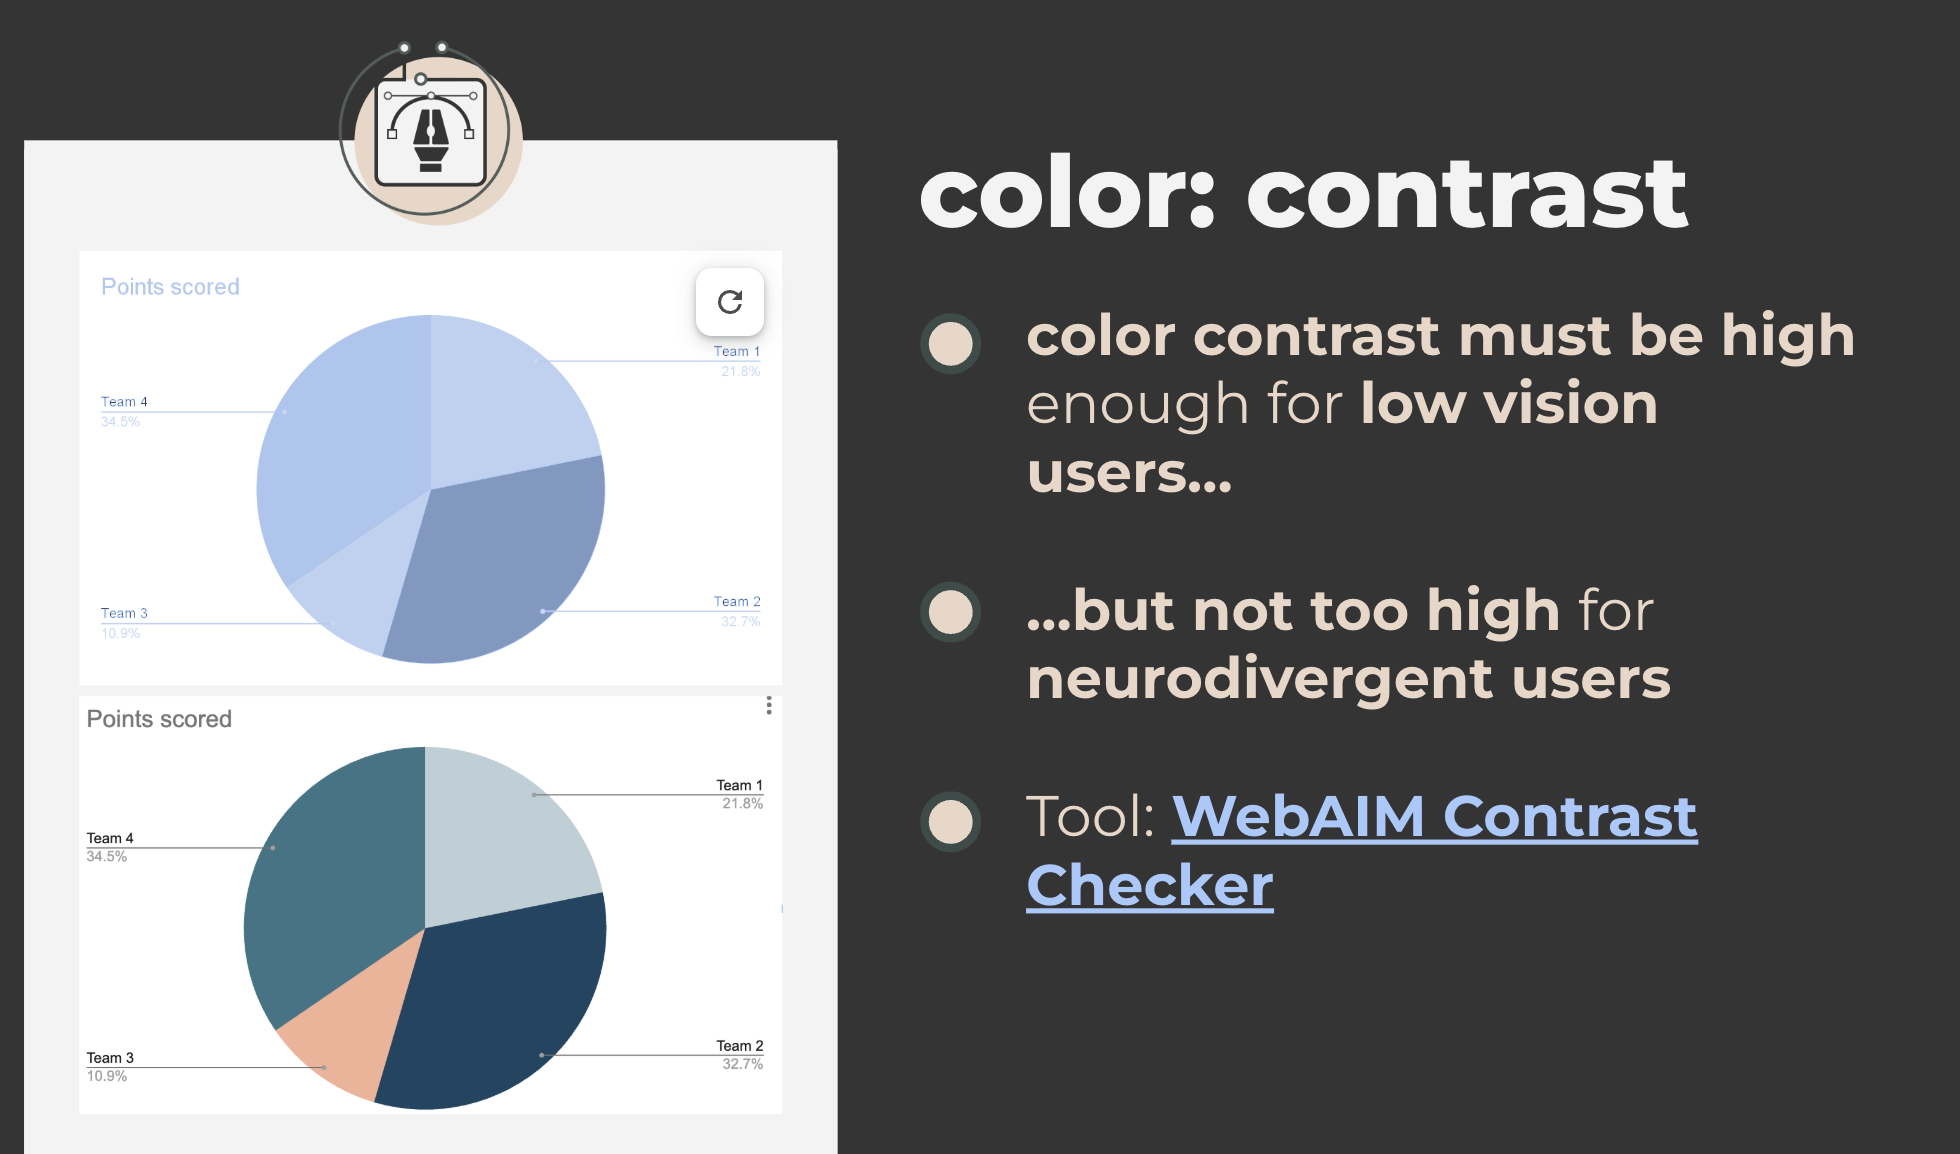 Points scored
Team 1
21.8%
Team 4
34.5%
Team 2
32.7%
Team 3
10.9%
Points scored
Team 1
21.8%
Team 4
34.5%
Team 2
32.7%
Team 3
10.9%
color: contrast
color contrast must be high
enough for low vision
users...
...but not too high for
neurodivergent users
Tool: WebAIM Contrast
Checker